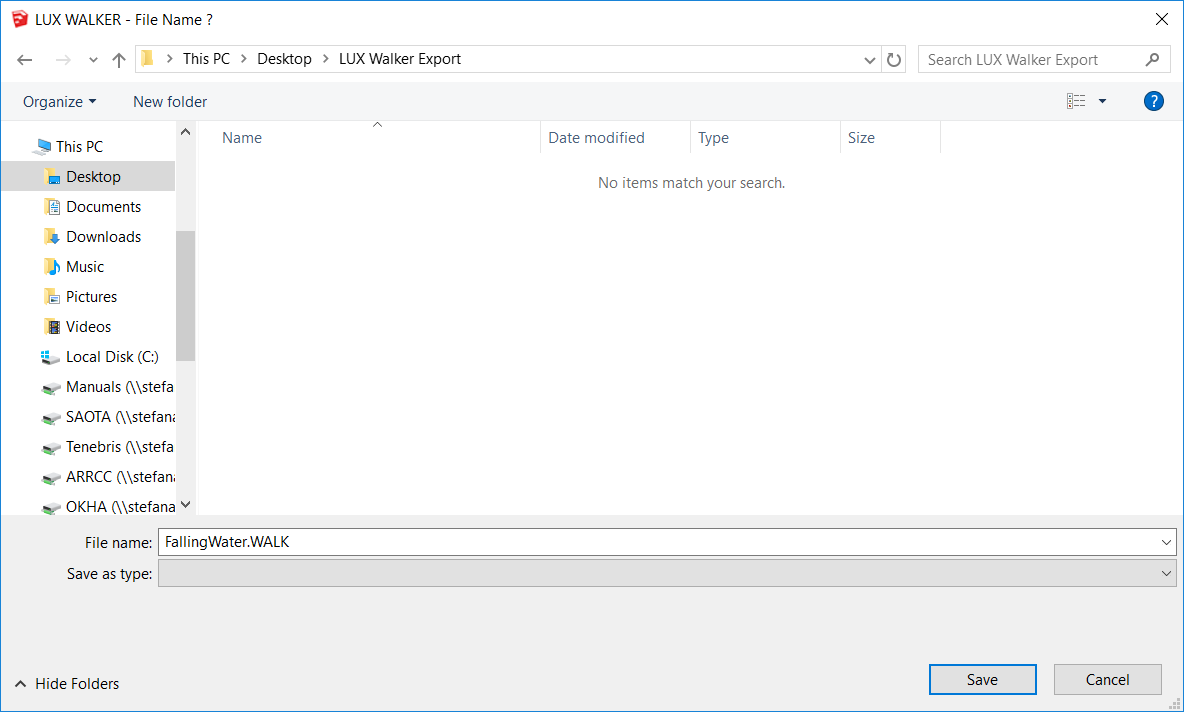 LUX WALKER - File Name ?
This PC > Desktop > LUX Walker Export
Search LUX Walker Export
Organize
New folder
?
Name
Date modified
Type
Size
No items match your search.
This PC
Desktop
Documents
Downloads
Music
Pictures
Videos
Local Disk (C:)
Manuals (\\stefa
SAOTA (\\stefana
Tenebris (\\stefa
ARRCC (\\stefana
OKHA (\\stefana
File name: FallingWater.WALK
Save as type:
Hide Folders
Save
Cancel